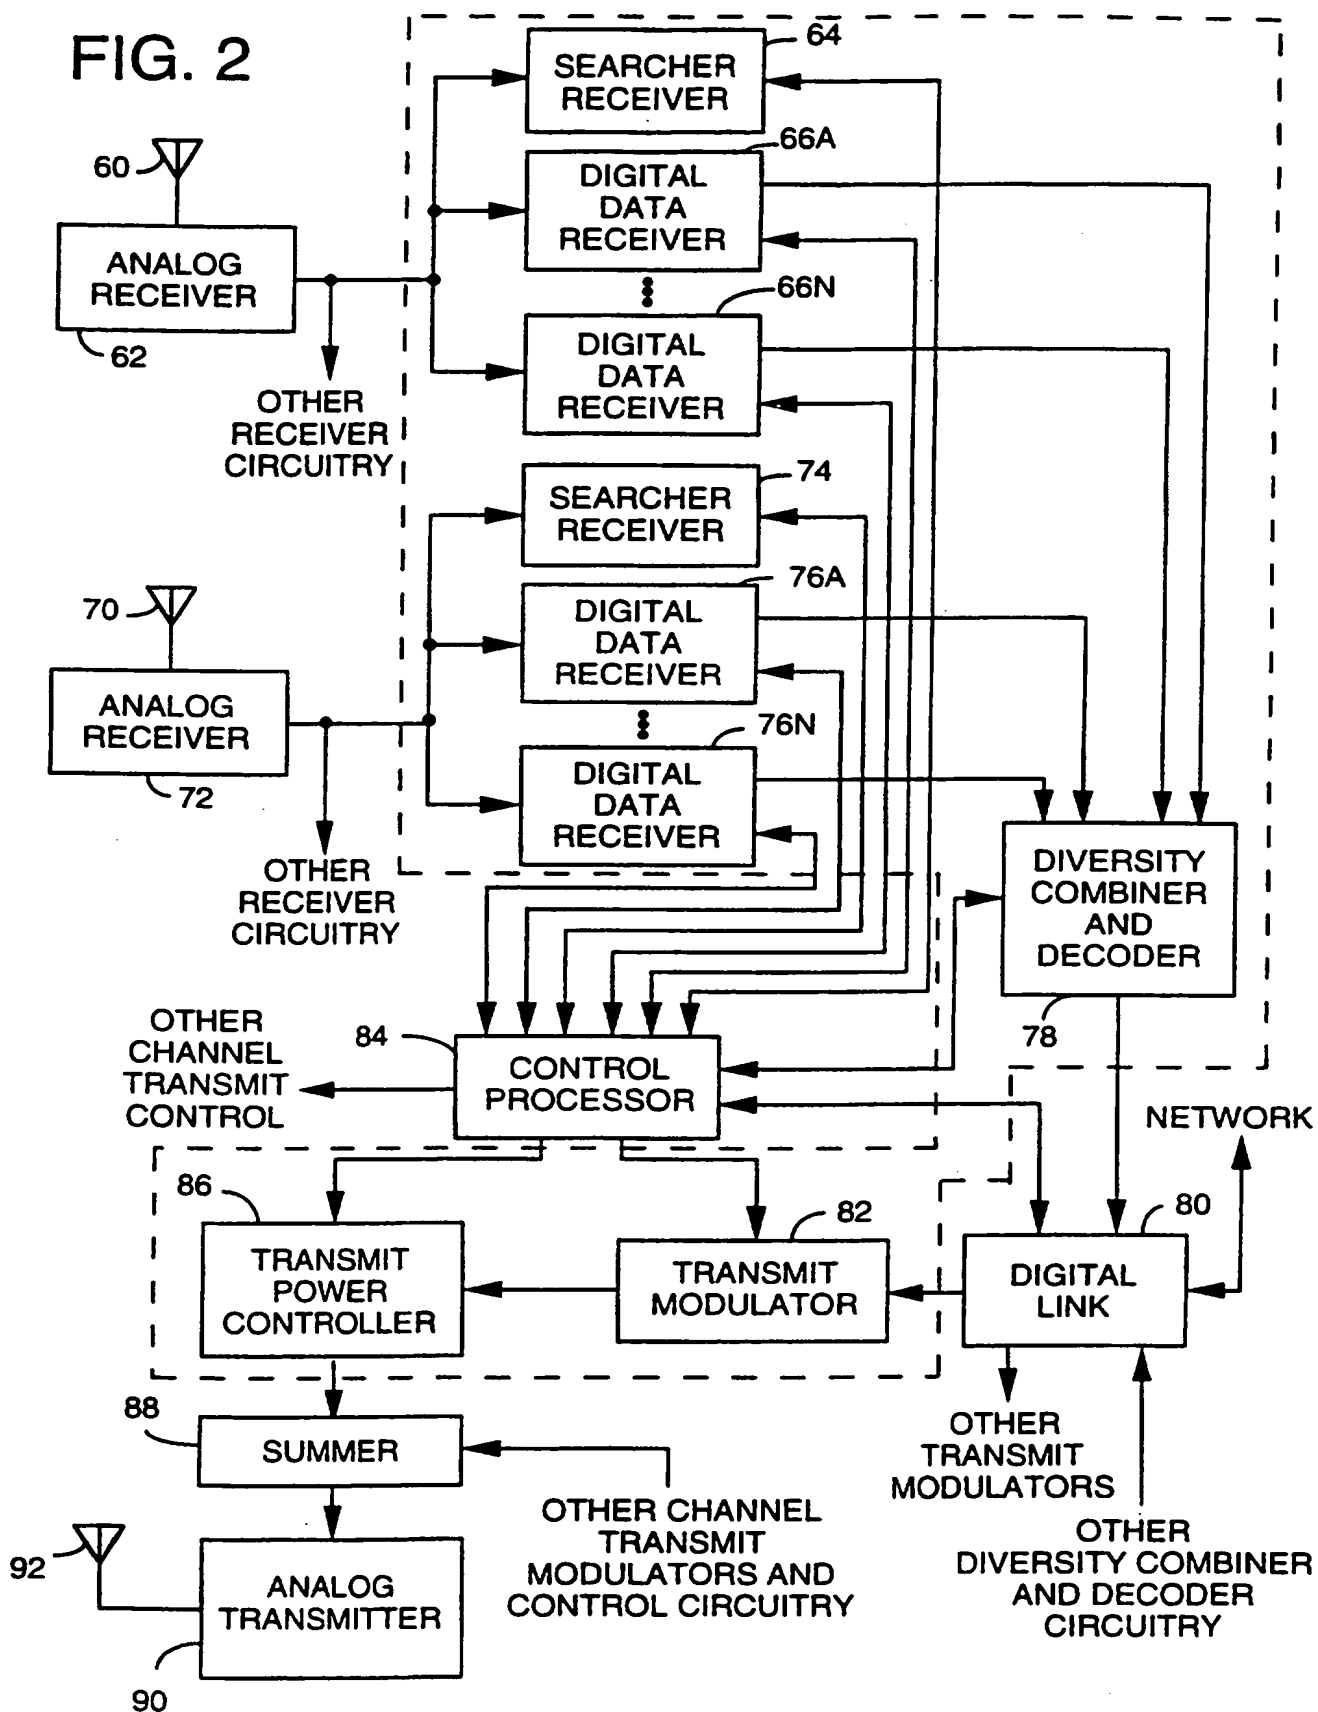 FIG. 2
64
SEARCHER
RECEIVER
66A
60
DIGITAL
DATA
RECEIVER
ANALOG
RECEIVER
62
66N
DIGITAL
DATA
RECEIVER
OTHER
RECEIVER
CIRCUITRY
74
SEARCHER
RECEIVER
76A
70
DIGITAL
DATA
RECEIVER
ANALOG
RECEIVER
72
76N
DIGITAL
DATA
RECEIVER
OTHER
RECEIVER
CIRCUITRY
DIVERSITY
COMBINER
AND
DECODER
78
84
CONTROL
PROCESSOR
OTHER
CHANNEL
TRANSMIT
CONTROL
NETWORK
86
TRANSMIT
POWER
CONTROLLER
82
TRANSMIT
MODULATOR
80
DIGITAL
LINK
88
SUMMER
OTHER
TRANSMIT
MODULATORS
OTHER CHANNEL
TRANSMIT
MODULATORS AND
CONTROL CIRCUITRY
OTHER
DIVERSITY COMBINER
AND DECODER
CIRCUITRY
92
ANALOG
TRANSMITTER
90